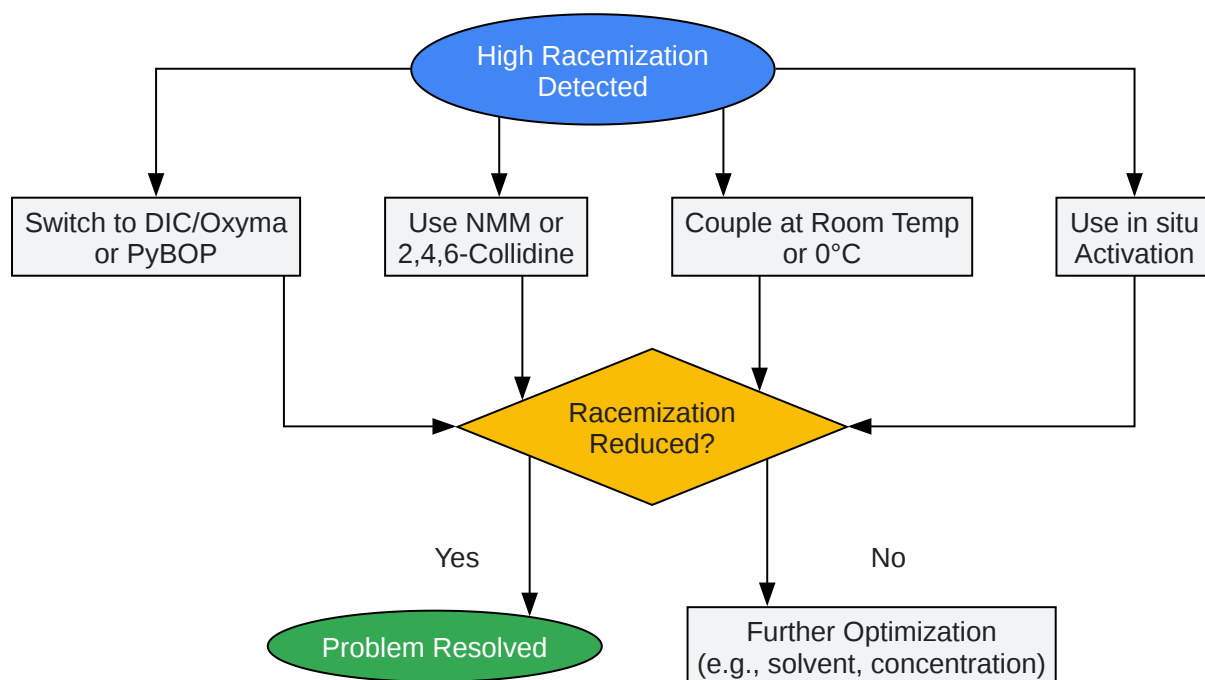 High Racemization
Detected
Switch to DIC/Oxyma
or PyBOP
Use NMM or
2,4,6-Collidine
Couple at Room Temp
or 0°C
Use in situ
Activation
Racemization
Reduced?
Yes
No
Problem Resolved
Further Optimization
(e.g., solvent, concentration)